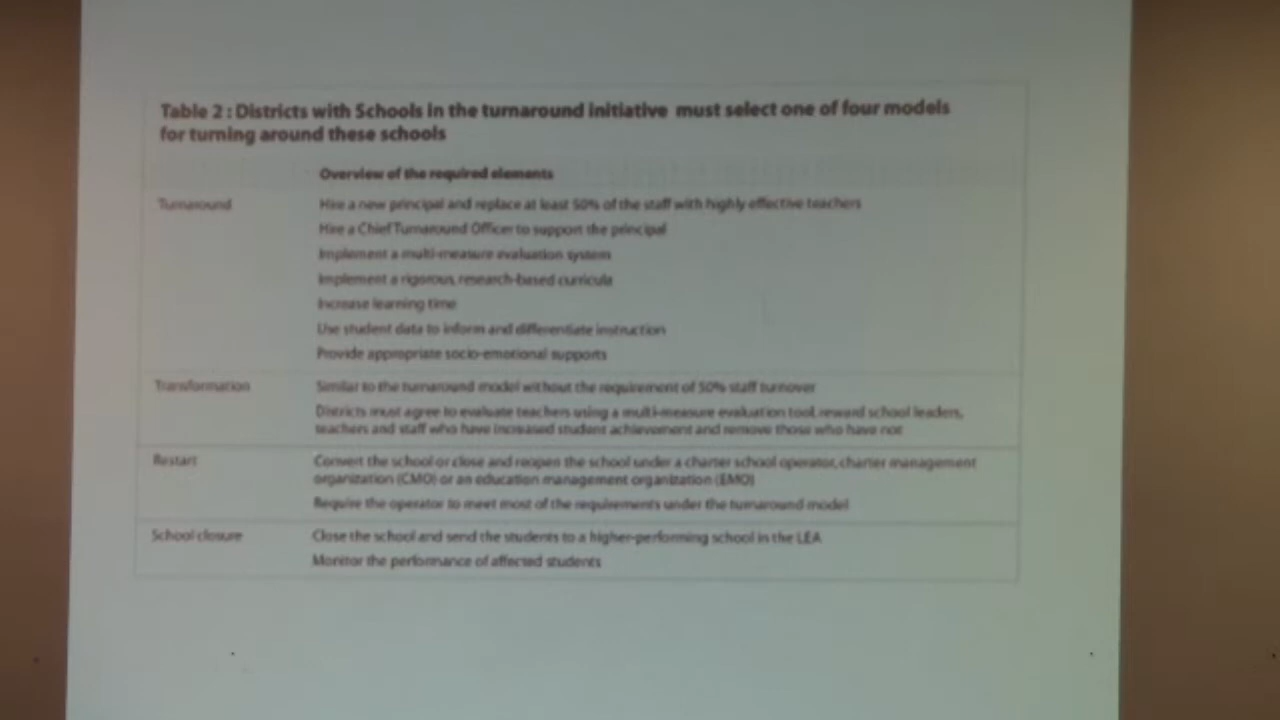 Table 2 : Districts with Schools in the turnaround initiative must select one of four models
for turning around these schools
Overview of the required elements
Turnaround
Hire a new principal and replace at least 50% of the staff with highly effective teachers
Hire a Chief Turnaround Officer to support the principal
Implement a multi-measure evaluation system
Implement a rigorous, research-based curricula
Increase learning time
Use student data to inform and differentiate instruction
Provide appropriate socio-emotional supports
Transformation
Similar to the turnaround model without the requirement of 50% staff turnover
Districts must agree to evaluate teachers using a multi-measure evaluation tool, reward school leaders,
teachers and staff who have increased student achievement and remove those who have not
Restart
Convert the school or close and reopen the school under a charter school operator, charter management
organization (CMO) or an education management organization (EMO)
Require the operator to meet most of the requirements under the turnaround model
School closure
Close the school and send the students to a higher-performing school in the LEA
Monitor the performance of affected students